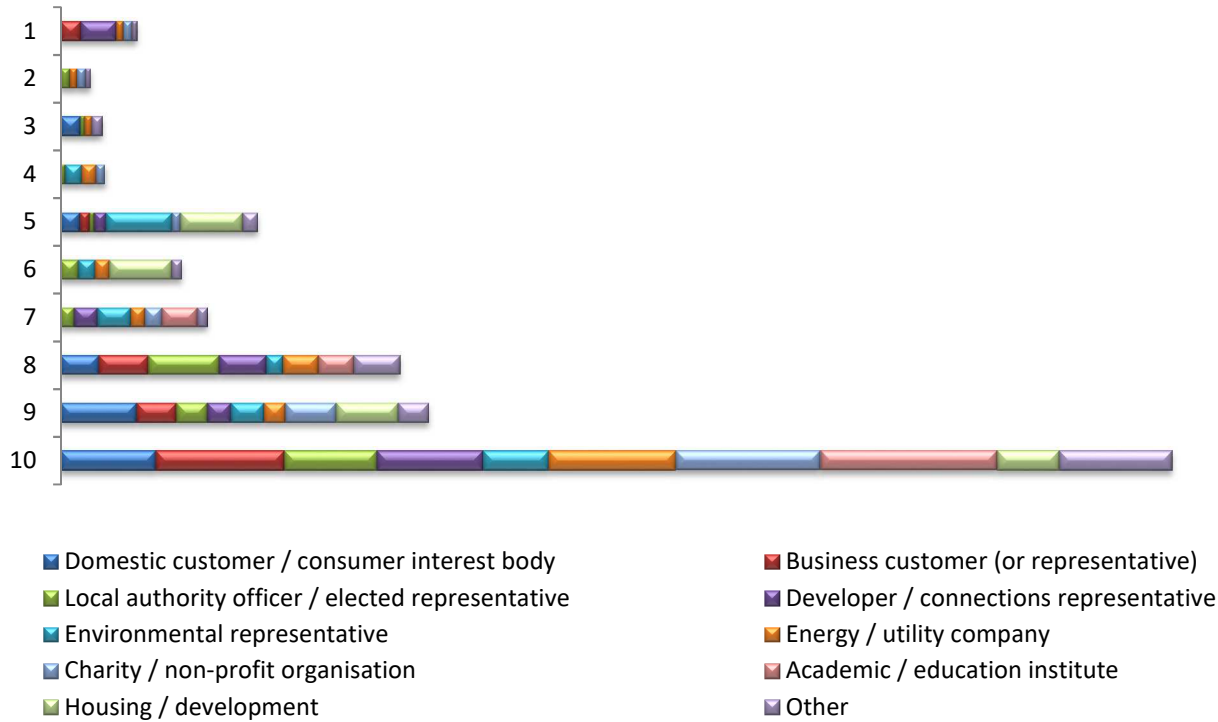 1
2
3
4
5
6
7
8
9
10
Domestic customer / consumer interest body
Business customer (or representative)
Local authority officer / elected representative
Developer / connections representative
Environmental representative
Energy / utility company
Charity / non-profit organisation
Academic / education institute
Housing / development
Other